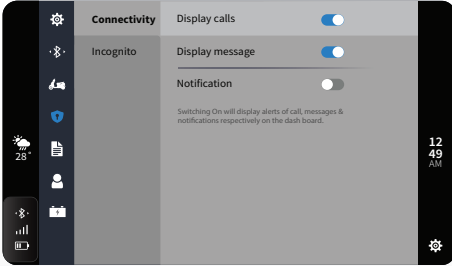 Connectivity
Incognito
Display calls
Display message
Notification
Switching On will display alerts of call, messages &
notifications respectively on the dash board.
28°
12
49
AM